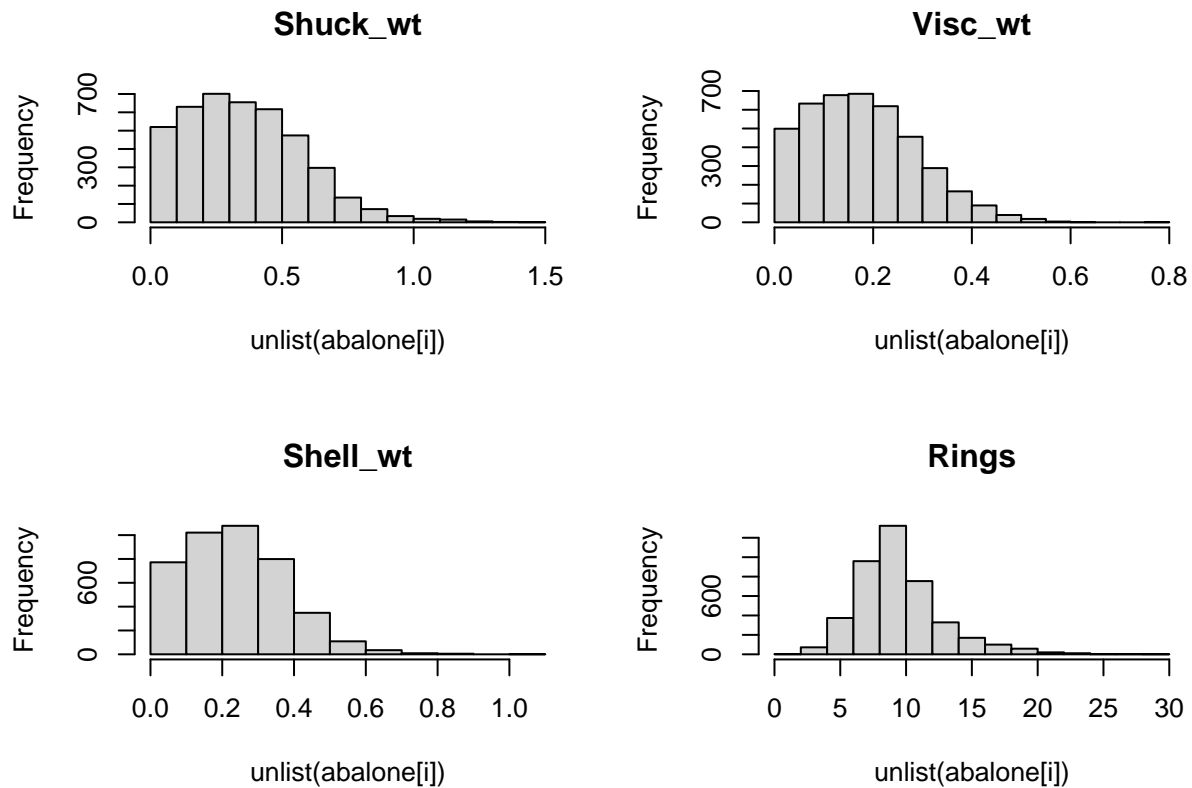 Shuck_wt
Frequency
0 300 700
0.0 0.5 1.0 1.5
unlist(abalone[i])
Visc_wt
Frequency
0 300 700
0.0 0.2 0.4 0.6 0.8
unlist(abalone[i])
Shell_wt
Frequency
0 600
0.0 0.2 0.4 0.6 0.8 1.0
unlist(abalone[i])
Rings
Frequency
0 600
0 5 10 15 20 25 30
unlist(abalone[i])